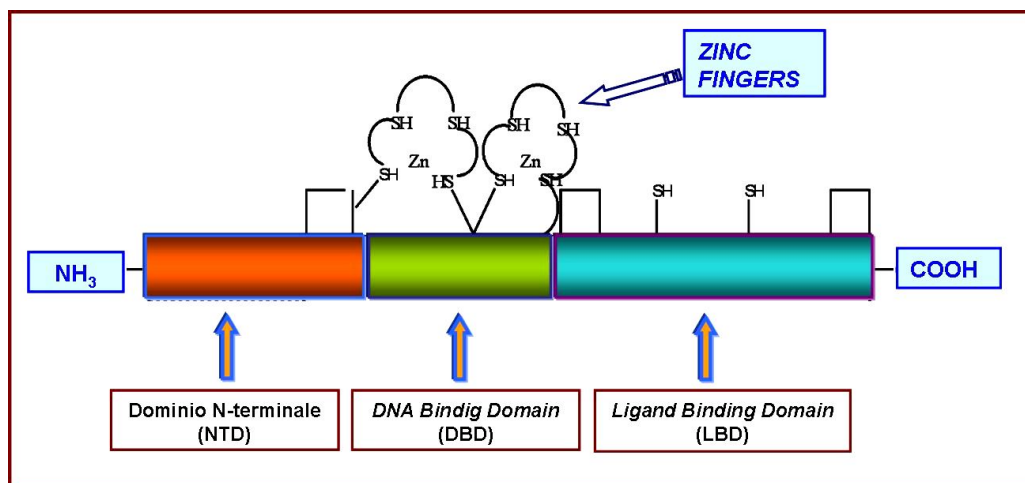 ZINC
FINGERS
SH
SH
SH
SH
Zn
Zn
SH
HS
SH
SH
SH
SH
NH₃
COOH
Dominio N-terminale
(NTD)
DNA Bindig Domain
(DBD)
Ligand Binding Domain
(LBD)